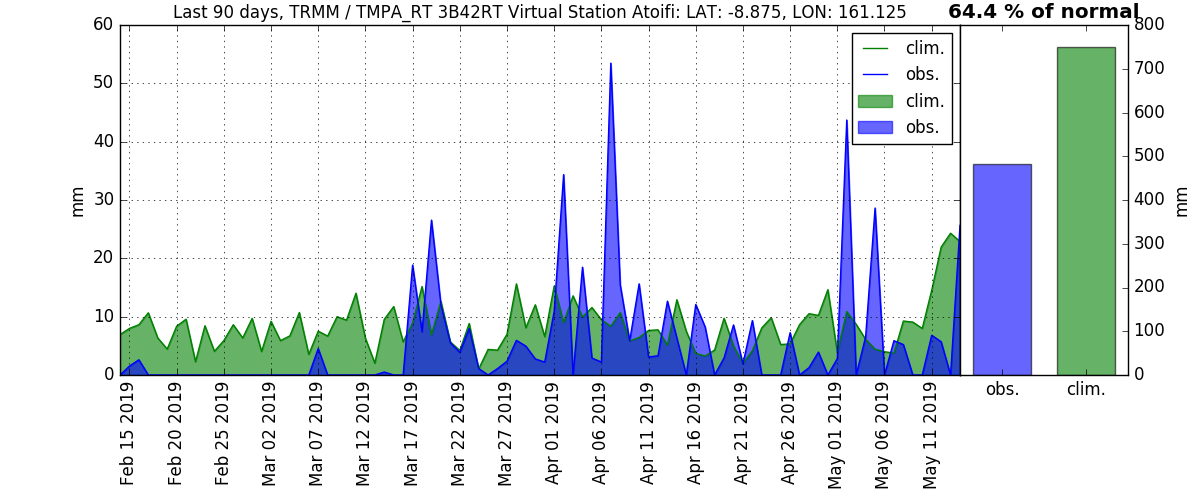 Last 90 days, TRMM / TMPA_RT 3B42RT Virtual Station Atoifi: LAT: -8.875, LON: 161.125
64.4 % of normal
mm
60
50
40
30
20
10
0
clim.
obs.
clim.
obs.
Feb 15 2019
Feb 20 2019
Feb 25 2019
Mar 02 2019
Mar 07 2019
Mar 12 2019
Mar 17 2019
Mar 22 2019
Mar 27 2019
Apr 01 2019
Apr 06 2019
Apr 11 2019
Apr 16 2019
Apr 21 2019
Apr 26 2019
May 01 2019
May 06 2019
May 11 2019
800
700
600
500
400
300
200
100
0
mm
obs.
clim.